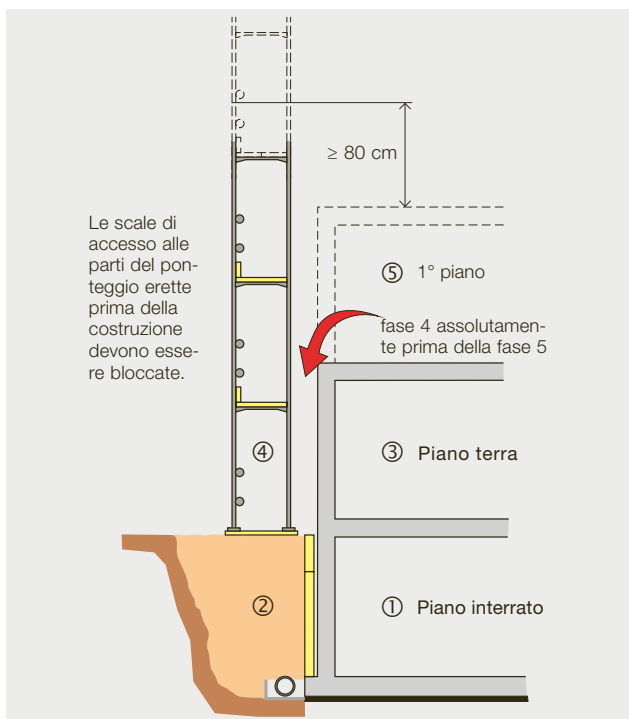 ≥ 80 cm
Le scale di
accesso alle
parti del pon-
teggio erette
prima della
costruzione
devono esse-
re bloccate.
⑤ 1° piano
fase 4 assolutamen-
te prima della fase 5
④
③ Piano terra
②
① Piano interrato